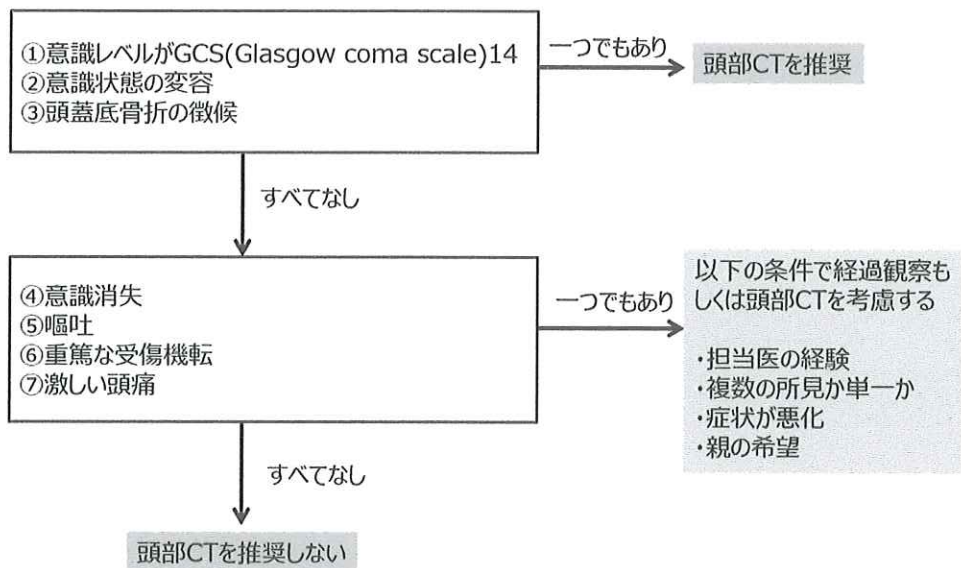 ①意識レベルがGCS(Glasgow coma scale)14
②意識状態の変容
③頭蓋底骨折の徴候
一つでもあり
頭部CTを推奨
すべてなし
④意識消失
⑤嘔吐
⑥重篤な受傷機転
⑦激しい頭痛
一つでもあり
以下の条件で経過観察も
しくは頭部CTを考慮する
・担当医の経験
・複数の所見か単一か
・症状が悪化
・親の希望
すべてなし
頭部CTを推奨しない